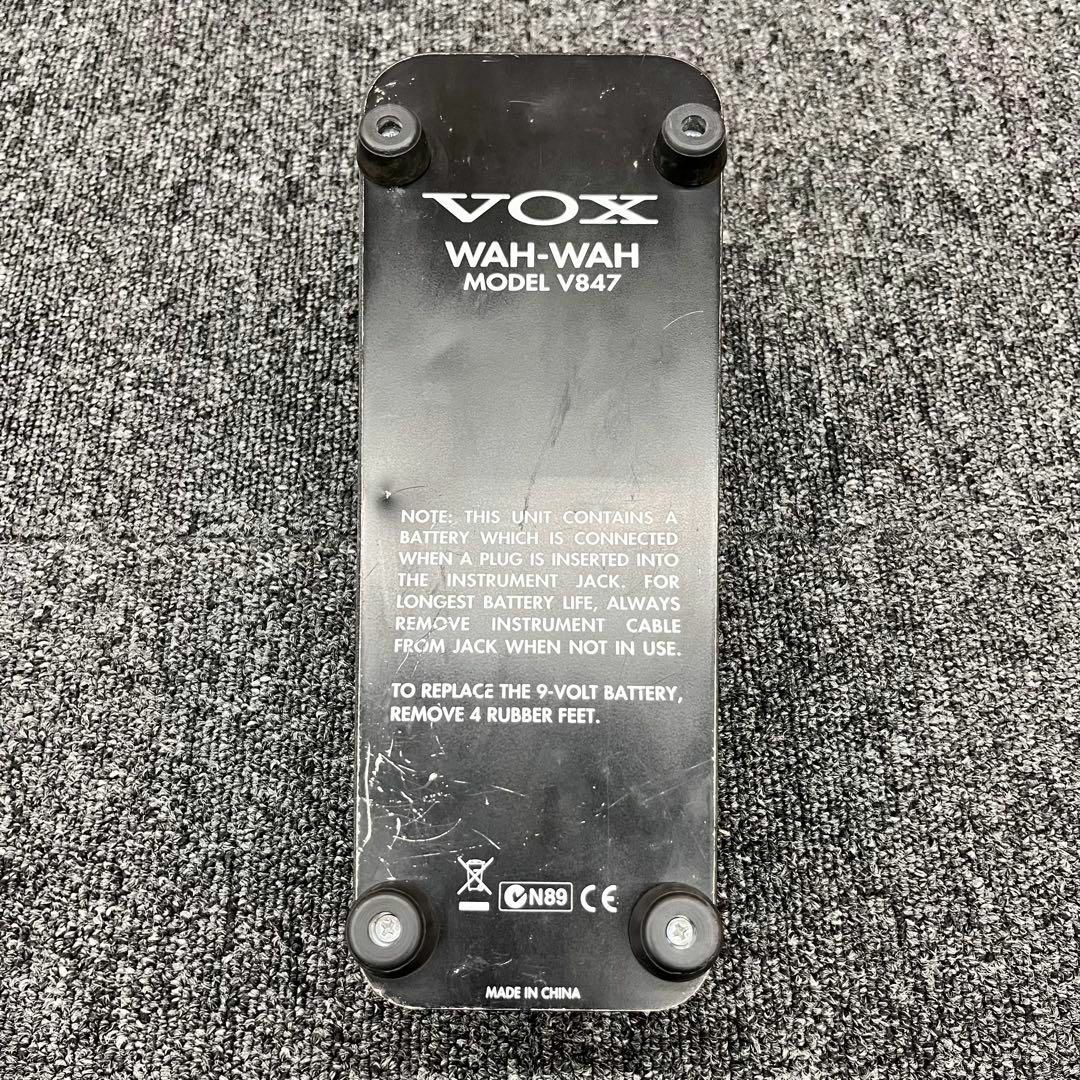 VOX
WAH-WAH
MODEL V847
NOTE: THIS UNIT CONTAINS A
BATTERY WHICH IS CONNECTED
WHEN A PLUG IS INSERTED INTO
THE INSTRUMENT JACK. FOR
LONGEST BATTERY LIFE, ALWAYS
REMOVE INSTRUMENT CABLE
FROM JACK WHEN NOT IN USE.
TO REPLACE THE 9-VOLT BATTERY,
REMOVE 4 RUBBER FEET.
N89 CE
MADE IN CHINA